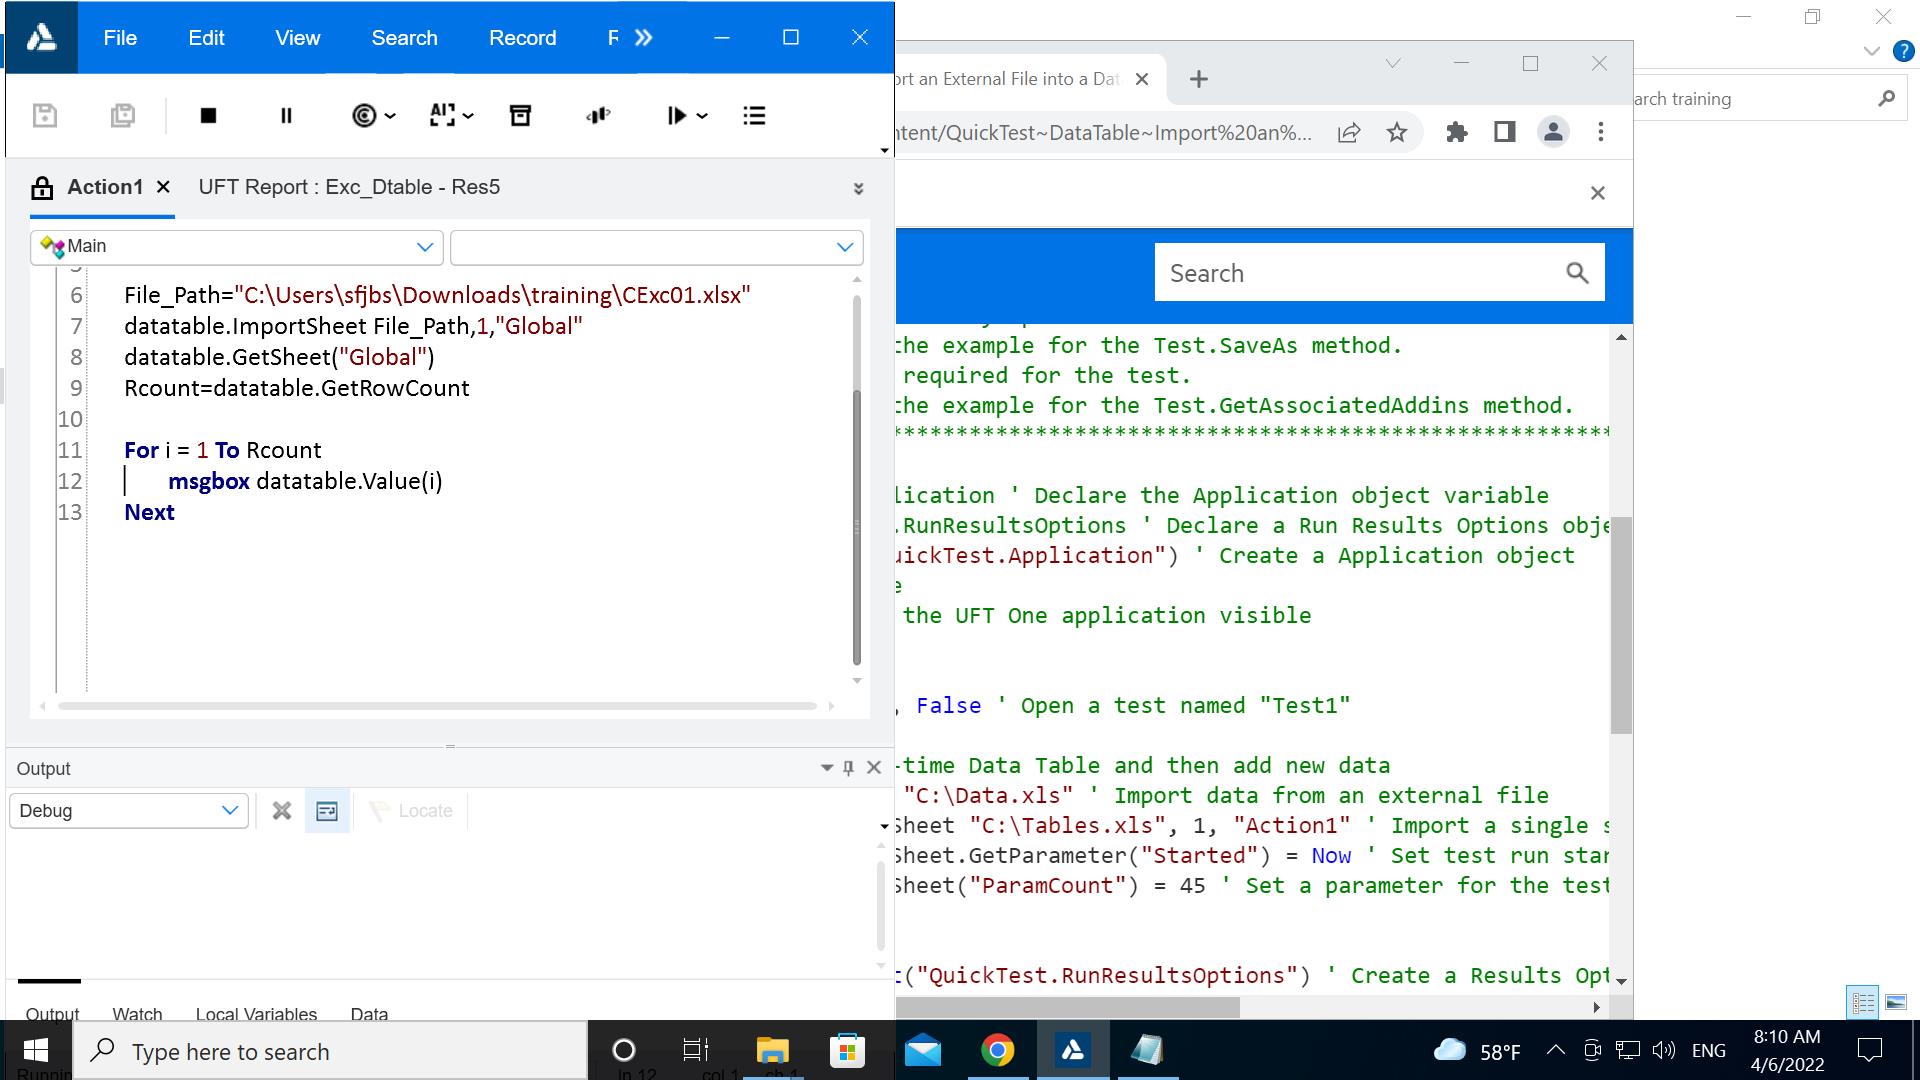 File Edit View Search Record
Action1 UFT Report : Exc_Dtable - Res5
Main
6 File_Path="C:\Users\sfjbs\Downloads\training\CExc01.xlsx"
7 datatable.ImportSheet File_Path,1,"Global"
8 datatable.GetSheet("Global")
9 Rcount=datatable.GetRowCount
10
11 For i = 1 To Rcount
12 msgbox datatable.Value(i)
13 Next
Output
Debug
Locate
Output Watch Local Variables Data
rt an External File into a Dat
ntent/QuickTest~DataTable~Import%20an%...
arch training
Search
the example for the Test.SaveAs method.
required for the test.
the example for the Test.GetAssociatedAddins method.
*******************************************************
lication ' Declare the Application object variable
.RunResultsOptions ' Declare a Run Results Options obje
uickTest.Application") ' Create a Application object
e
the UFT One application visible
, False ' Open a test named "Test1"
-time Data Table and then add new data
"C:\Data.xls" ' Import data from an external file
Sheet "C:\Tables.xls", 1, "Action1" ' Import a single s
Sheet.GetParameter("Started") = Now ' Set test run star
Sheet("ParamCount") = 45 ' Set a parameter for the test
t("QuickTest.RunResultsOptions") ' Create a Results Opt
Type here to search
58°F
ENG
8:10 AM
4/6/2022